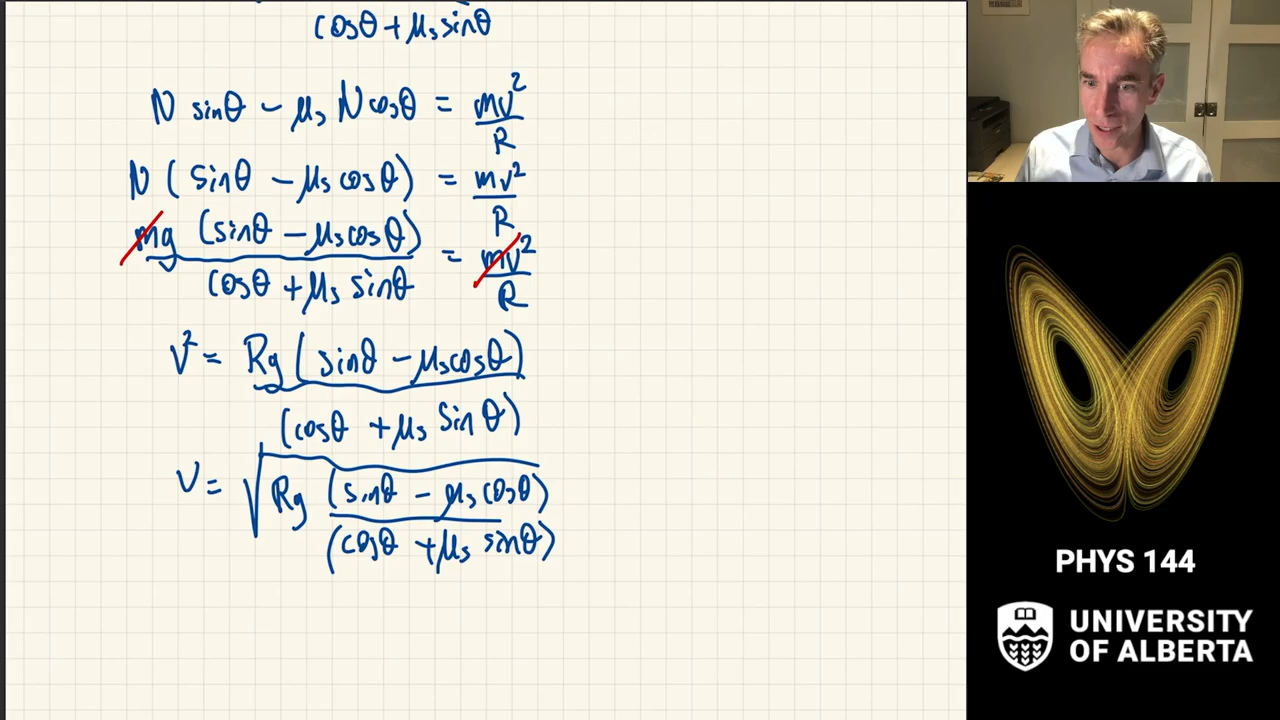 cosθ + μs sinθ
N sinθ - μs N cosθ = mv² / R
N ( sinθ - μs cosθ ) = mv² / R
mg (sinθ - μs cosθ) / cosθ + μs sinθ = mv² / R
v² = Rg ( sinθ - μs cosθ ) / (cosθ + μs sinθ )
v = √ Rg (sinθ - μs cosθ) / (cosθ + μs sinθ)
PHYS 144
UNIVERSITY
OF ALBERTA